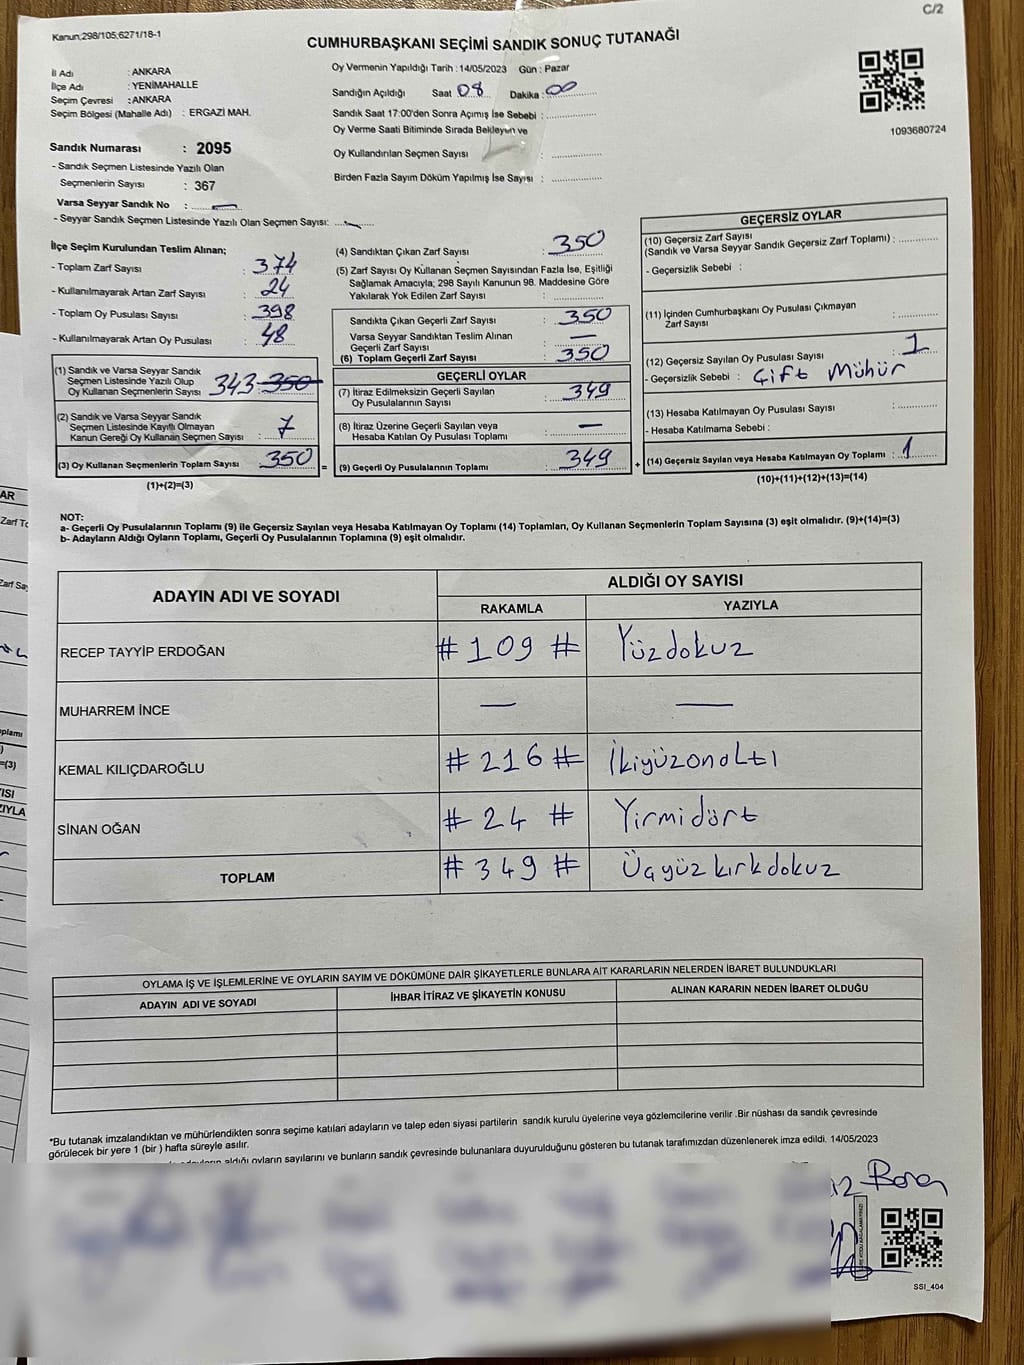 C/2
Kanun;298/105;6271/18-1
CUMHURBAŞKANI SEÇİMİ SANDIK SONUÇ TUTANAĞI
İl Adı : ANKARA
İlçe Adı : YENİMAHALLE
Seçim Çevresi : ANKARA
Seçim Bölgesi (Mahalle Adı) : ERGAZİ MAH.
Oy Vermenin Yapıldığı Tarih : 14/05/2023 Gün : Pazar
Sandığın Açıldığı Saat 08 Dakika : 00
Sandık Saat 17:00'den Sonra Açımış İse Sebebi :
Oy Verme Saati Bitiminde Sırada Bekleyen ve
Oy Kullandırılan Seçmen Sayısı :
Birden Fazla Sayım Döküm Yapılmış İse Sayısı :
1093680724
Sandık Numarası : 2095
- Sandık Seçmen Listesinde Yazılı Olan
Seçmenlerin Sayısı : 367
Varsa Seyyar Sandık No : —
- Seyyar Sandık Seçmen Listesinde Yazılı Olan Seçmen Sayısı: —
İlçe Seçim Kurulundan Teslim Alınan;
- Toplam Zarf Sayısı : 374
- Kullanılmayarak Artan Zarf Sayısı : 24
- Toplam Oy Pusulası Sayısı : 398
- Kullanılmayarak Artan Oy Pusulası : 48
(1) Sandık ve Varsa Seyyar Sandık
Seçmen Listesinde Yazılı Olup
Oy Kullanan Seçmenlerin Sayısı 343 350
(2) Sandık ve Varsa Seyyar Sandık
Seçmen Listesinde Kayıtlı Olmayan
Kanun Gereği Oy Kullanan Seçmen Sayısı : 7
(3) Oy Kullanan Seçmenlerin Toplam Sayısı 350 =
(1)+(2)=(3)
(4) Sandıktan Çıkan Zarf Sayısı : 350
(5) Zarf Sayısı Oy Kullanan Seçmen Sayısından Fazla İse, Eşitliği
Sağlamak Amacıyla; 298 Sayılı Kanunun 98. Maddesine Göre
Yakılarak Yok Edilen Zarf Sayısı :
Sandıkta Çıkan Geçerli Zarf Sayısı : 350
Varsa Seyyar Sandıktan Teslim Alınan
Geçerli Zarf Sayısı : —
(6) Toplam Geçerli Zarf Sayısı : 350
GEÇERLİ OYLAR
(7) İtiraz Edilmeksizin Geçerli Sayılan
Oy Pusulalarının Sayısı : 349
(8) İtiraz Üzerine Geçerli Sayılan veya
Hesaba Katılan Oy Pusulası Toplamı : —
(9) Geçerli Oy Pusulalarının Toplamı : 349 +
GEÇERSİZ OYLAR
(10) Geçersiz Zarf Sayısı
(Sandık ve Varsa Seyyar Sandık Geçersiz Zarf Toplamı) :
- Geçersizlik Sebebi :
(11) İçinden Cumhurbaşkanı Oy Pusulası Çıkmayan
Zarf Sayısı :
(12) Geçersiz Sayılan Oy Pusulası Sayısı : 1
- Geçersizlik Sebebi : Çift Mühür
(13) Hesaba Katılmayan Oy Pusulası Sayısı :
- Hesaba Katılmama Sebebi :
(14) Geçersiz Sayılan veya Hesaba Katılmayan Oy Toplamı : 1
(10)+(11)+(12)+(13)=(14)
NOT:
a- Geçerli Oy Pusulalarının Toplamı (9) ile Geçersiz Sayılan veya Hesaba Katılmayan Oy Toplamı (14) Toplamları, Oy Kullanan Seçmenlerin Toplam Sayısına (3) eşit olmalıdır. (9)+(14)=(3)
b- Adayların Aldığı Oyların Toplamı, Geçerli Oy Pusulalarının Toplamına (9) eşit olmalıdır.
ADAYIN ADI VE SOYADI
ALDIĞI OY SAYISI
RAKAMLA YAZIYLA
RECEP TAYYİP ERDOĞAN # 109 # Yüzdokuz
MUHARREM İNCE — —
KEMAL KILIÇDAROĞLU # 216 # İkiyüzonaltı
SİNAN OĞAN # 24 # Yirmidört
TOPLAM # 349 # Üçyüzkırkdokuz
OYLAMA İŞ VE İŞLEMLERİNE VE OYLARIN SAYIM VE DÖKÜMÜNE DAİR ŞİKAYETLERLE BUNLARA AİT KARARLARIN NELERDEN İBARET BULUNDUKLARI
ADAYIN ADI VE SOYADI İHBAR İTİRAZ VE ŞİKAYETİN KONUSU ALINAN KARARIN NEDEN İBARET OLDUĞU
*Bu tutanak imzalandıktan ve mühürlendikten sonra seçime katılan adayların ve talep eden siyasi partilerin sandık kurulu üyelerine veya gözlemcilerine verilir .Bir nüshası da sandık çevresinde
görülecek bir yere 1 (bir ) hafta süreyle asılır.
aldığı oyların sayılarını ve bunların sandık çevresinde bulunanlara duyurulduğunu gösteren bu tutanak tarafımızdan düzenlenerek imza edildi. 14/05/2023
SSI_404